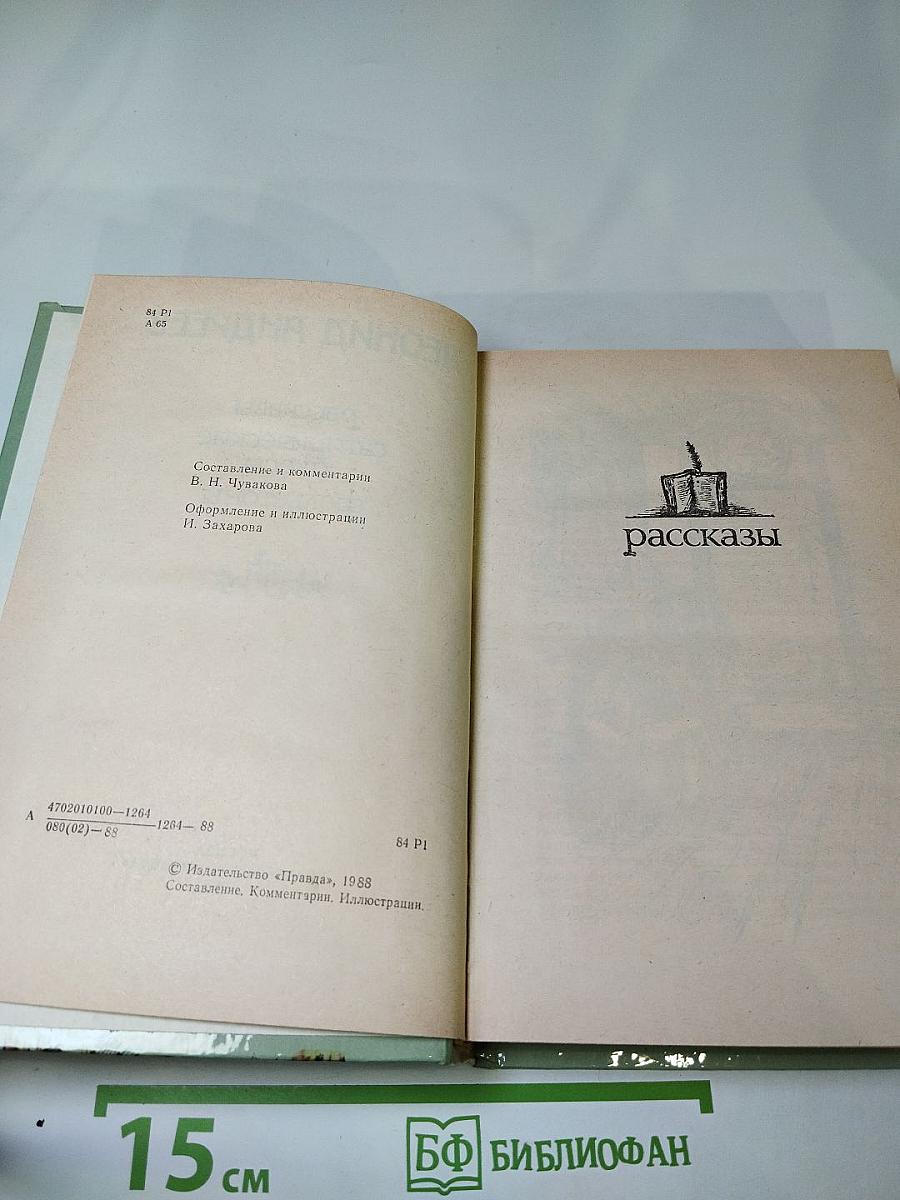 84 Р1
А 65
Составление и комментарии
В. Н. Чувакова
Оформление и иллюстрации
И. Захарова
А 4702010100—1264
080(02)—88 —1264—88
84 Р1
© Издательство «Правда», 1988
Составление. Комментарии. Иллюстрации.
рассказы
15 см
БФ БИБЛИОФАН